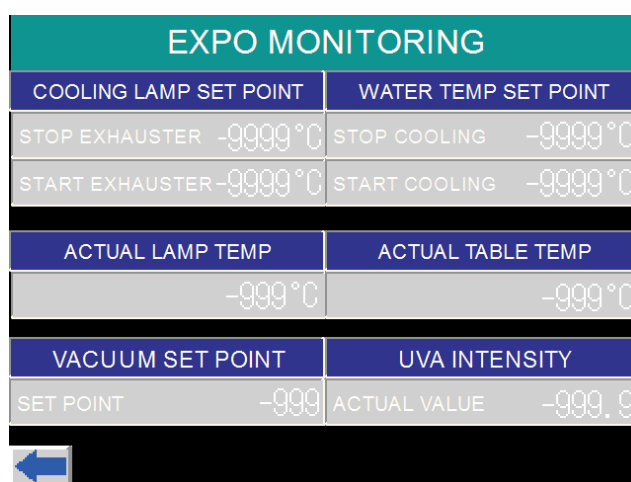 EXPO MONITORING
COOLING LAMP SET POINT WATER TEMP SET POINT
STOP EXHAUSTER -9999°C STOP COOLING -9999°C
START EXHAUSTER -9999°C START COOLING -9999°C
ACTUAL LAMP TEMP ACTUAL TABLE TEMP
-999°C -999°C
VACUUM SET POINT UVA INTENSITY
SET POINT -999 ACTUAL VALUE -999.9